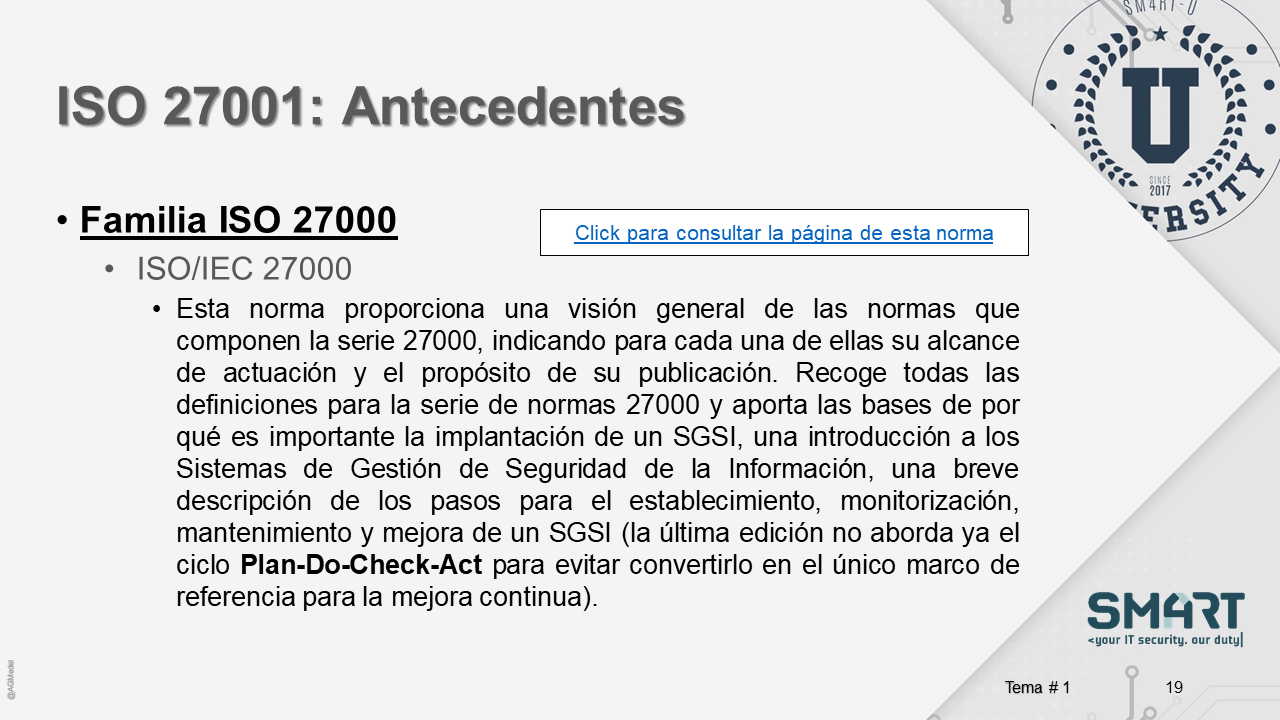 SM4RT-U
ISO 27001: Antecedentes
U
SINCE
2017
ERSITY
• Familia ISO 27000
Click para consultar la página de esta norma
• ISO/IEC 27000
• Esta norma proporciona una visión general de las normas que
componen la serie 27000, indicando para cada una de ellas su alcance
de actuación y el propósito de su publicación. Recoge todas las
definiciones para la serie de normas 27000 y aporta las bases de por
qué es importante la implantación de un SGSI, una introducción a los
Sistemas de Gestión de Seguridad de la Información, una breve
descripción de los pasos para el establecimiento, monitorización,
mantenimiento y mejora de un SGSI (la última edición no aborda ya el
ciclo Plan-Do-Check-Act para evitar convertirlo en el único marco de
referencia para la mejora continua).
SM4RT
<your IT security. our duty|
@AGMedel
Tema # 1
19